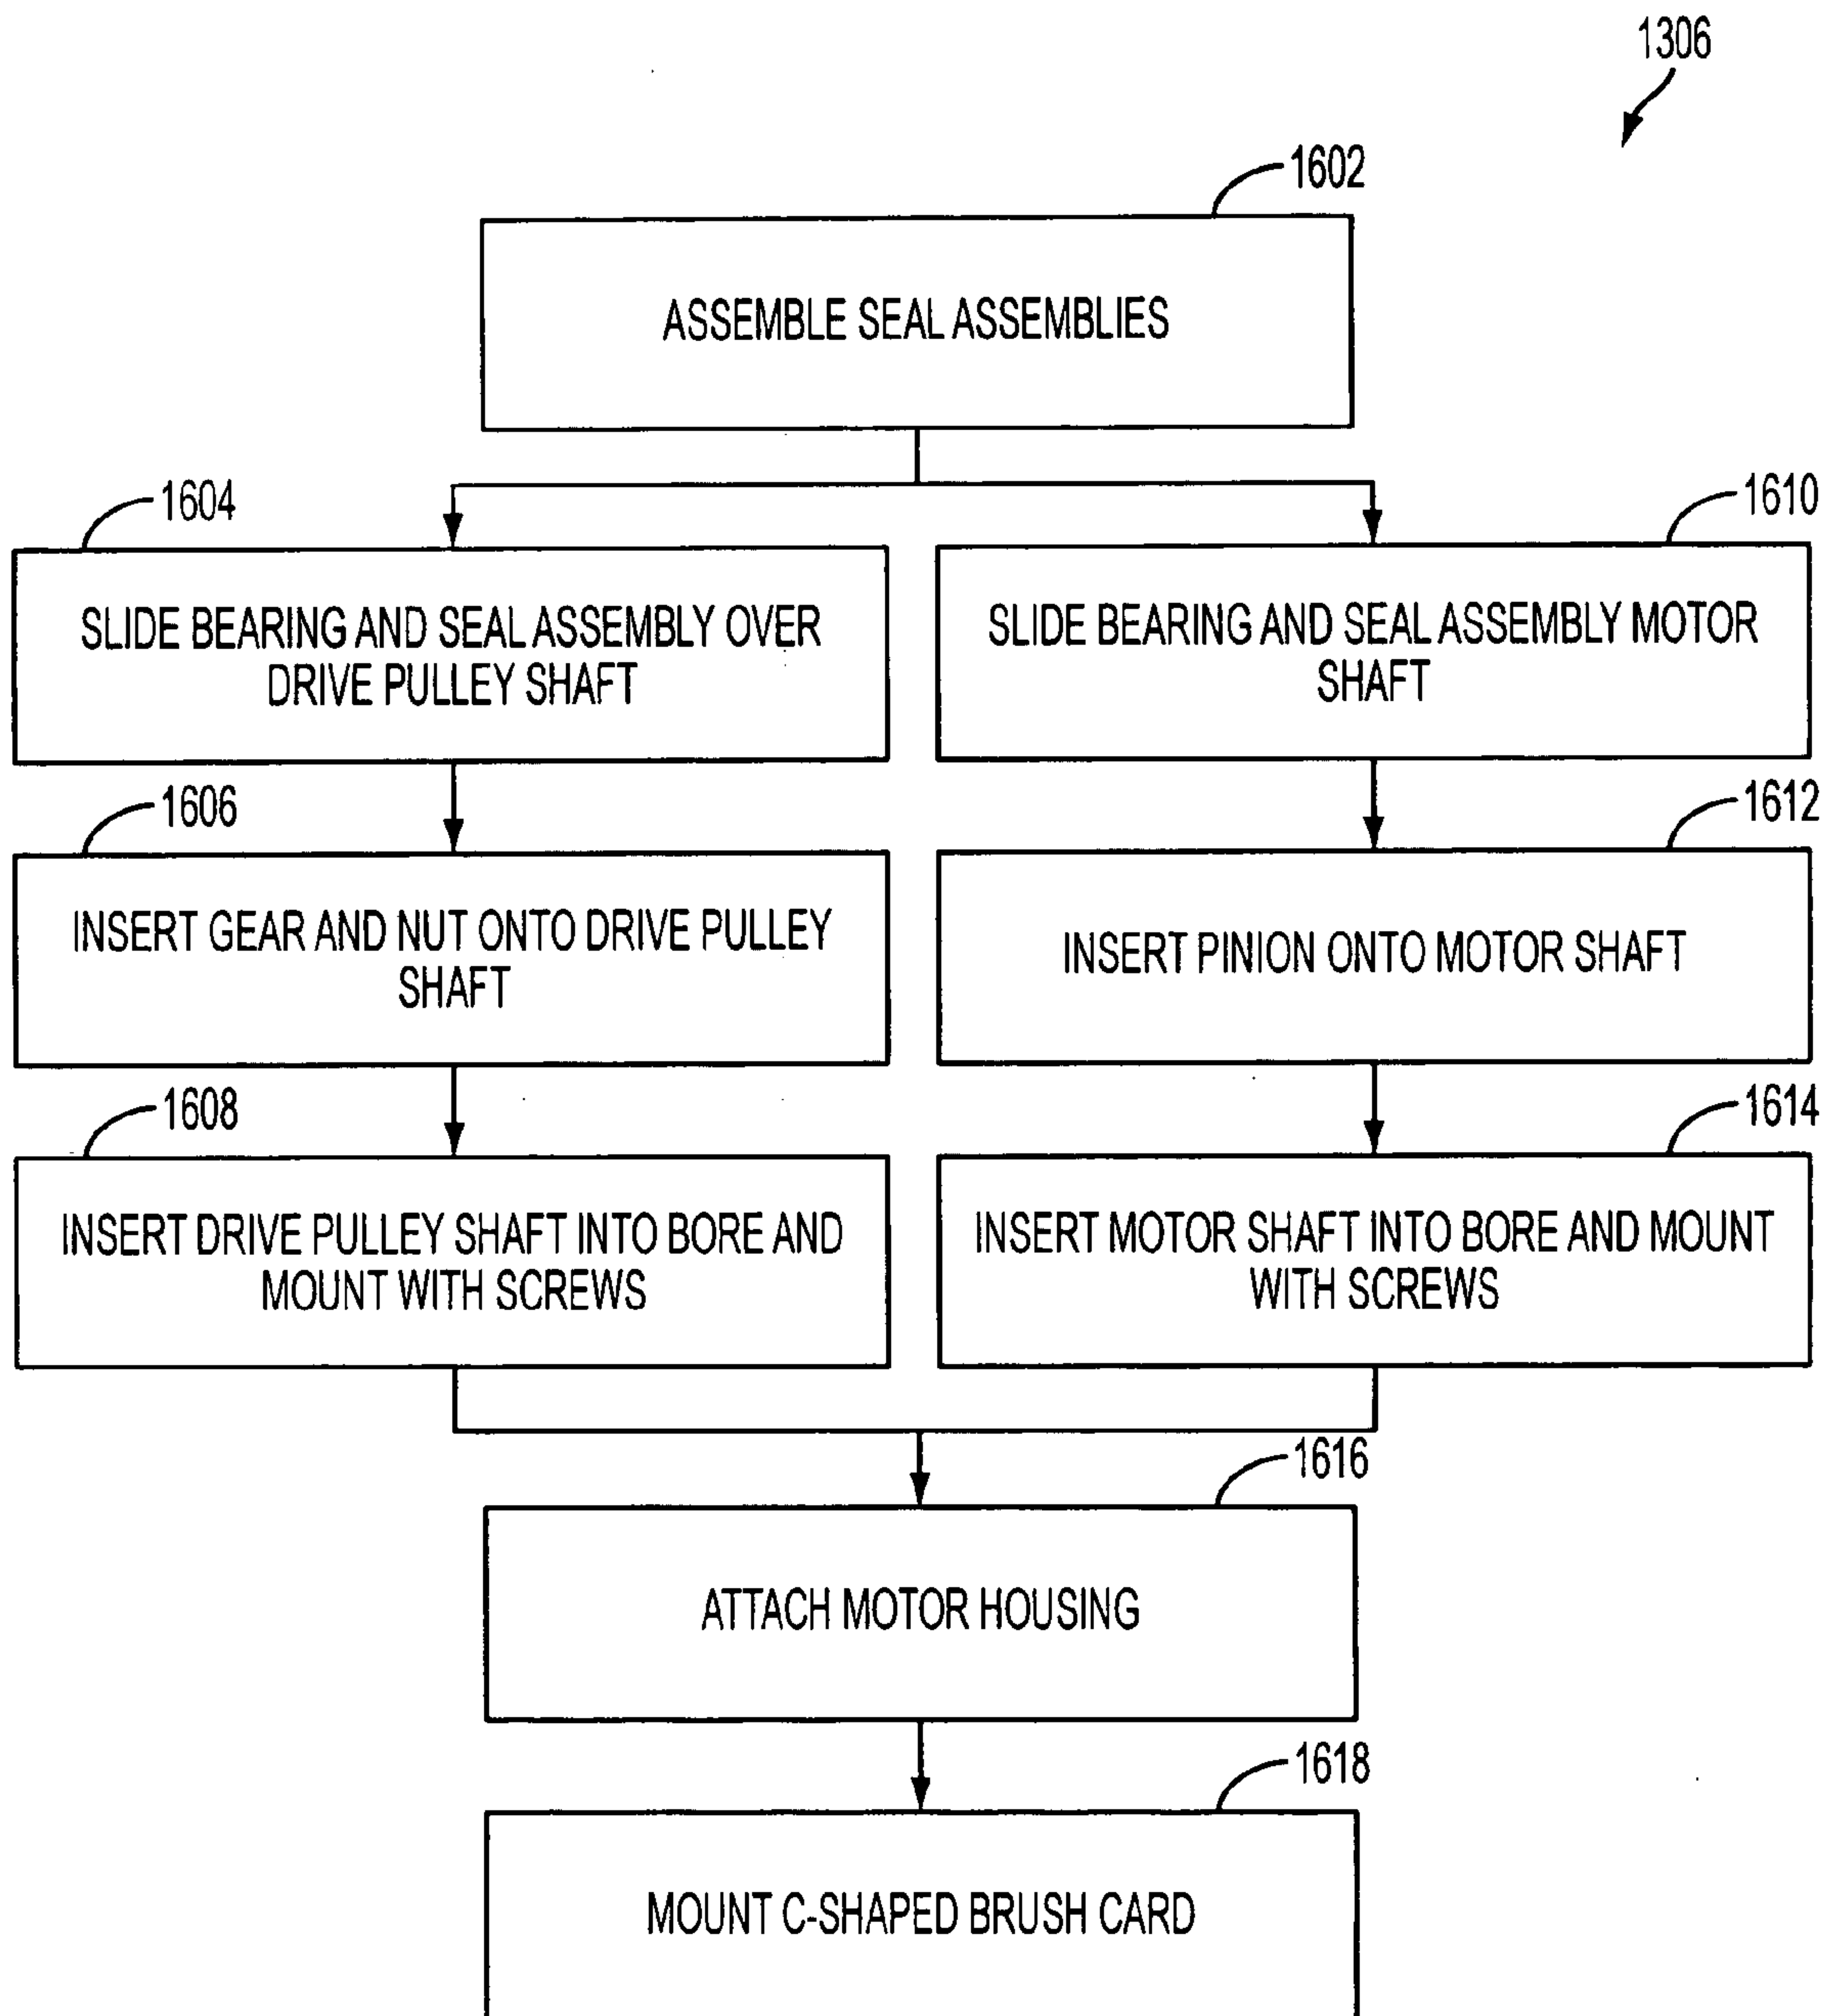 1306
1602
ASSEMBLE SEAL ASSEMBLIES
1604
SLIDE BEARING AND SEAL ASSEMBLY OVER
DRIVE PULLEY SHAFT
1610
SLIDE BEARING AND SEAL ASSEMBLY MOTOR
SHAFT
1606
INSERT GEAR AND NUT ONTO DRIVE PULLEY
SHAFT
1612
INSERT PINION ONTO MOTOR SHAFT
1608
INSERT DRIVE PULLEY SHAFT INTO BORE AND
MOUNT WITH SCREWS
1614
INSERT MOTOR SHAFT INTO BORE AND MOUNT
WITH SCREWS
1616
ATTACH MOTOR HOUSING
1618
MOUNT C-SHAPED BRUSH CARD